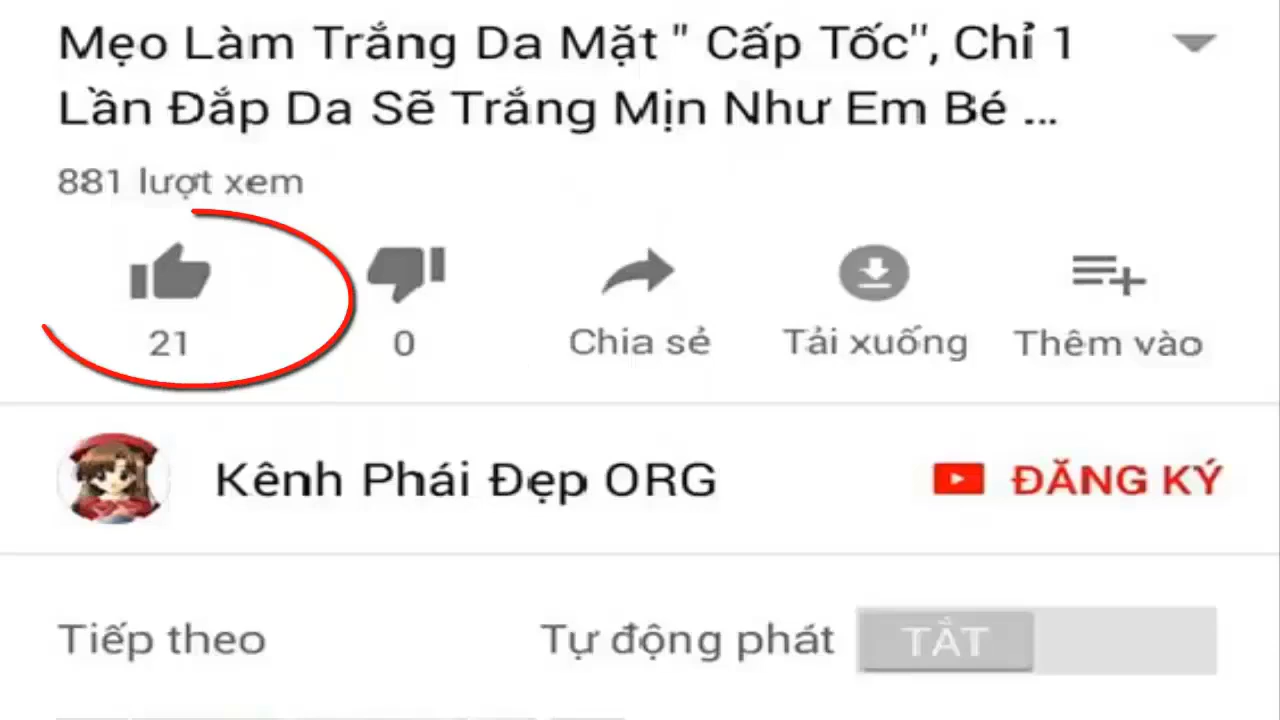 Mẹo Làm Trắng Da Mặt " Cấp Tốc", Chỉ 1
Lần Đắp Da Sẽ Trắng Mịn Như Em Bé ...
881 lượt xem
21
0
Chia sẻ
Tải xuống
Thêm vào
Kênh Phái Đẹp ORG
ĐĂNG KÝ
Tiếp theo
Tự động phát
TẮT